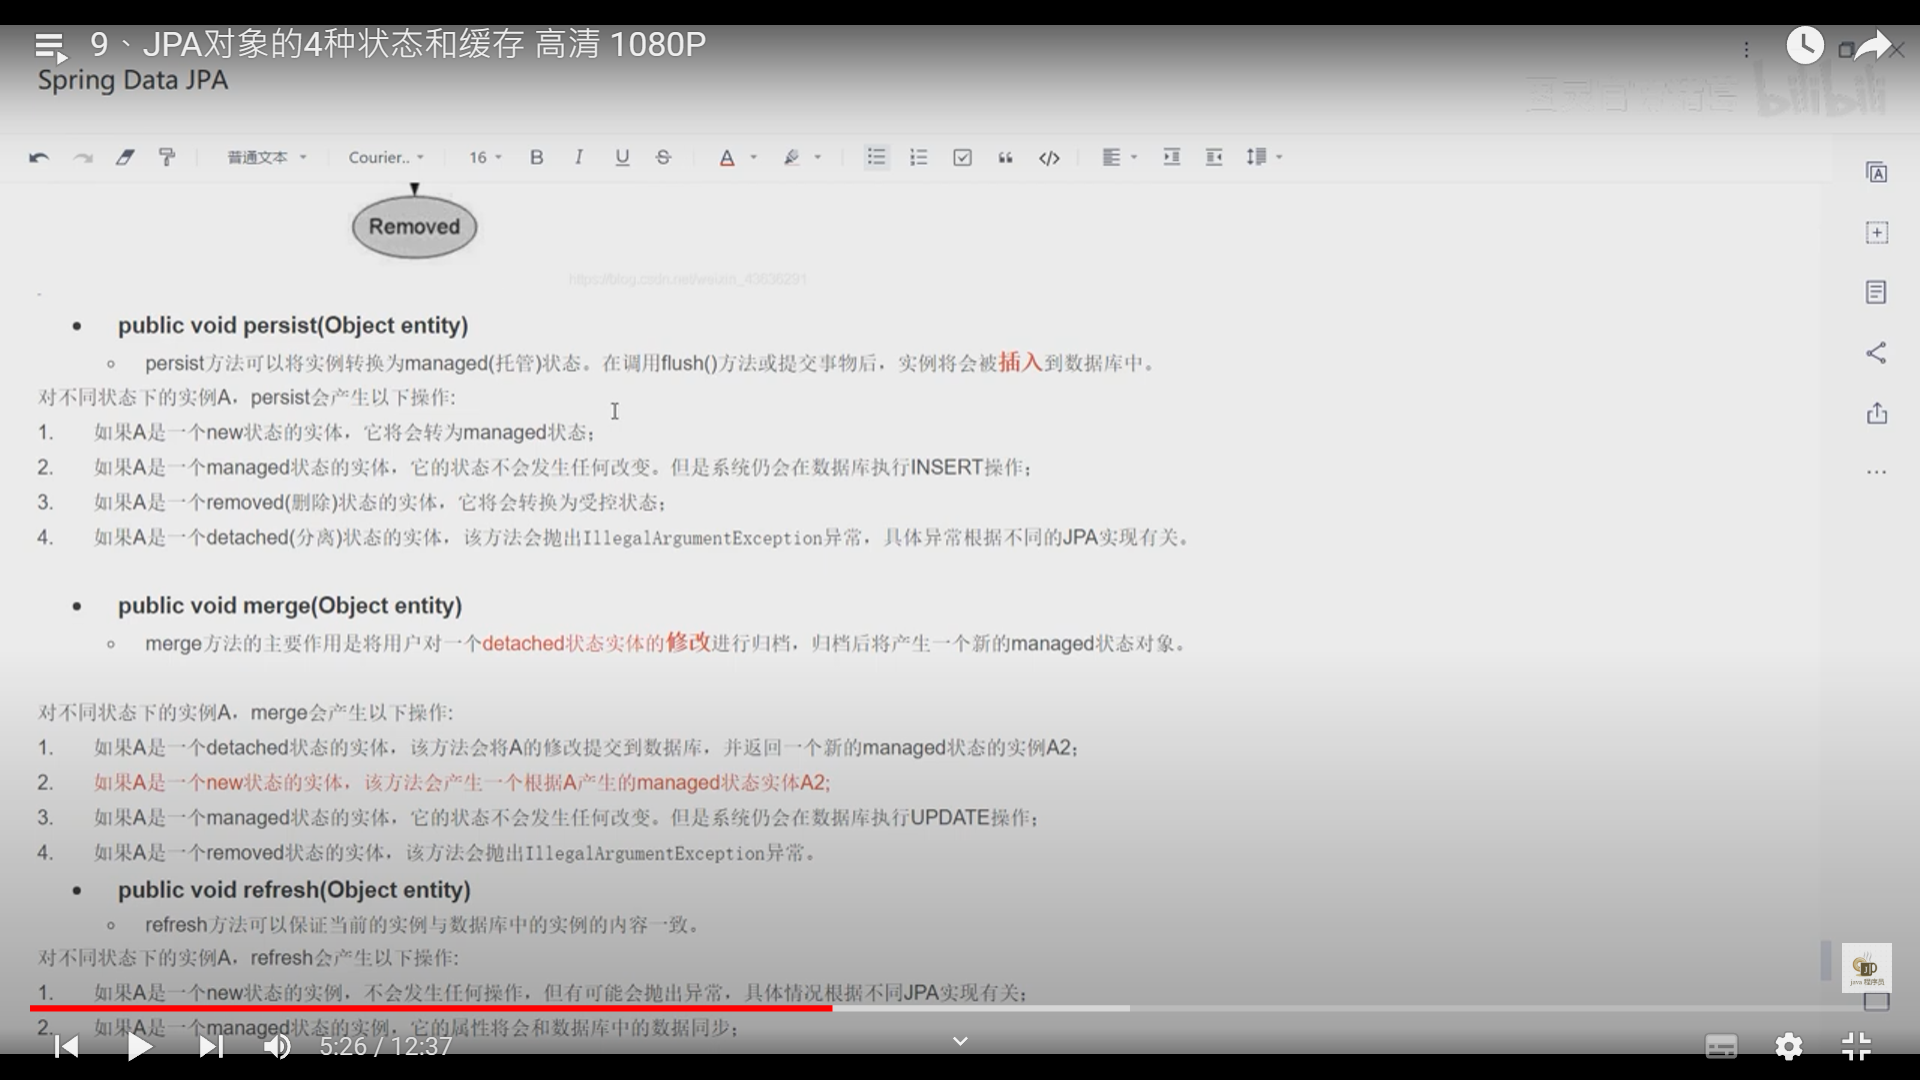 9、JPA对象的4种状态和缓存 高清 1080P
Spring Data JPA
bilibili
普通文本
Courier..
16
Removed
https://blog.csdn.net/weixin_43636291
public void persist(Object entity)
persist方法可以将实例转换为managed(托管)状态。在调用flush()方法或提交事物后，实例将会被插入到数据库中。
对不同状态下的实例A，persist会产生以下操作:
1. 如果A是一个new状态的实体，它将会转为managed状态；
2. 如果A是一个managed状态的实体，它的状态不会发生任何改变。但是系统仍会在数据库执行INSERT操作；
3. 如果A是一个removed(删除)状态的实体，它将会转换为受控状态；
4. 如果A是一个detached(分离)状态的实体，该方法会抛出IllegalArgumentException异常，具体异常根据不同的JPA实现有关。
public void merge(Object entity)
merge方法的主要作用是将用户对一个detached状态实体的修改进行归档，归档后将产生一个新的managed状态对象。
对不同状态下的实例A，merge会产生以下操作:
1. 如果A是一个detached状态的实体，该方法会将A的修改提交到数据库，并返回一个新的managed状态的实例A2；
2. 如果A是一个new状态的实体，该方法会产生一个根据A产生的managed状态实体A2;
3. 如果A是一个managed状态的实体，它的状态不会发生任何改变。但是系统仍会在数据库执行UPDATE操作；
4. 如果A是一个removed状态的实体，该方法会抛出IllegalArgumentException异常。
public void refresh(Object entity)
refresh方法可以保证当前的实例与数据库中的实例的内容一致。
对不同状态下的实例A，refresh会产生以下操作:
1. 如果A是一个new状态的实例，不会发生任何操作，但有可能会抛出异常，具体情况根据不同JPA实现有关；
2. 如果A是一个managed状态的实例，它的属性将会和数据库中的数据同步；
java 程序员
5:26 / 12:37